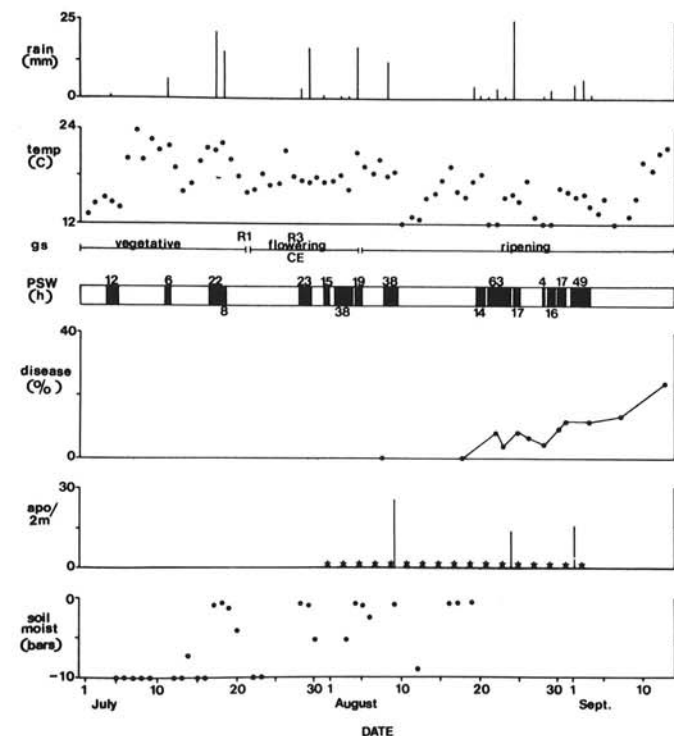 25
rain
(mm)
0
24
temp
(C)
12
gs
vegetative R1 flowering R3 ripening
CE
PSW
(h)
12 6 22 23 15 19 38 63 4 17 49
8 38 14 17 16
40
disease
(%)
0
30
apo/
2m
0
0
soil
moist
(bars)
-10
1 10 20 30 1 10 20 30 1 10
July August Sept.
DATE